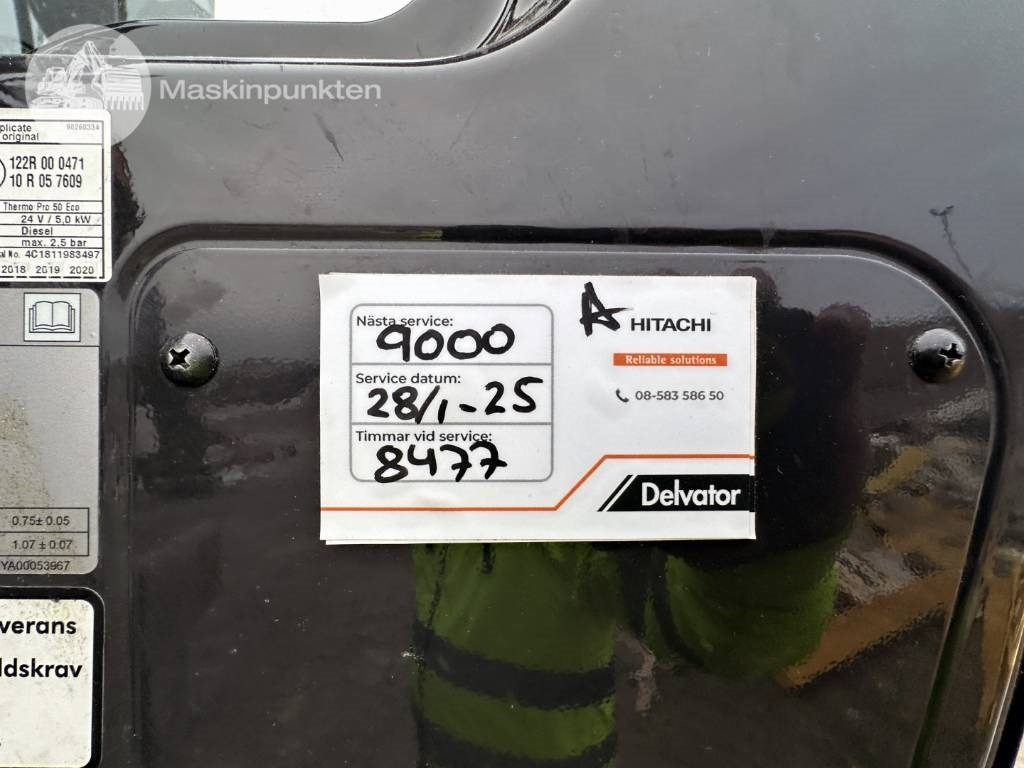 Maskinpunkten
plicate 90260334
original
122R 00 0471
10 R 05 7609
Thermo Pro 50 Eco
24 V / 5,0 kW
Diesel
max. 2,5 bar
No. 4C1811983497
2018 2019 2020
0.75± 0.05
1.07 ± 0.07
YA00053967
verans
ldskrav
Nästa service:
9000
Service datum:
28/1-25
Timmar vid service:
8477
A
HITACHI
Reliable solutions
08-583 586 50
Delvator